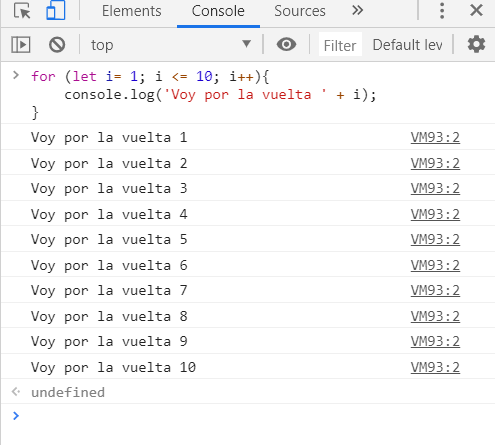 Elements Console Sources »
top Filter Default lev
> for (let i= 1; i <= 10; i++){
console.log('Voy por la vuelta ' + i);
}
Voy por la vuelta 1 VM93:2
Voy por la vuelta 2 VM93:2
Voy por la vuelta 3 VM93:2
Voy por la vuelta 4 VM93:2
Voy por la vuelta 5 VM93:2
Voy por la vuelta 6 VM93:2
Voy por la vuelta 7 VM93:2
Voy por la vuelta 8 VM93:2
Voy por la vuelta 9 VM93:2
Voy por la vuelta 10 VM93:2
undefined
>